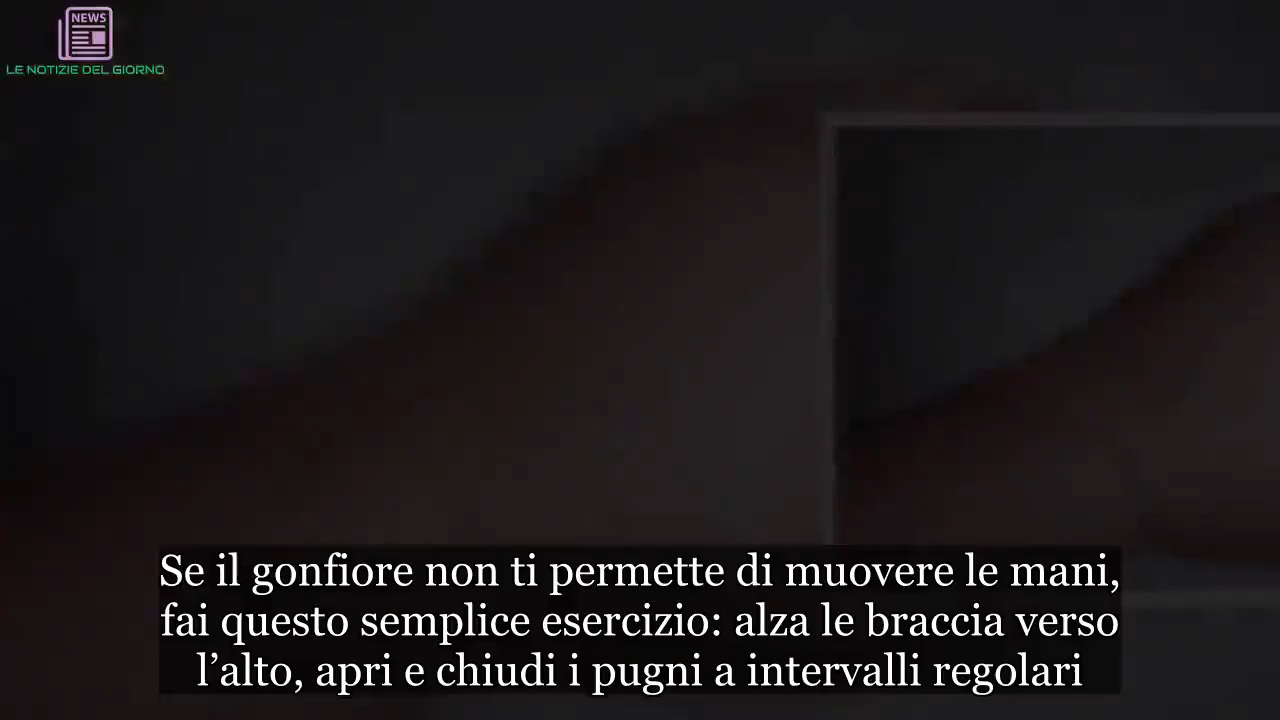 NEWS
LE NOTIZIE DEL GIORNO
Se il gonfiore non ti permette di muovere le mani,
fai questo semplice esercizio: alza le braccia verso
l’alto, apri e chiudi i pugni a intervalli regolari